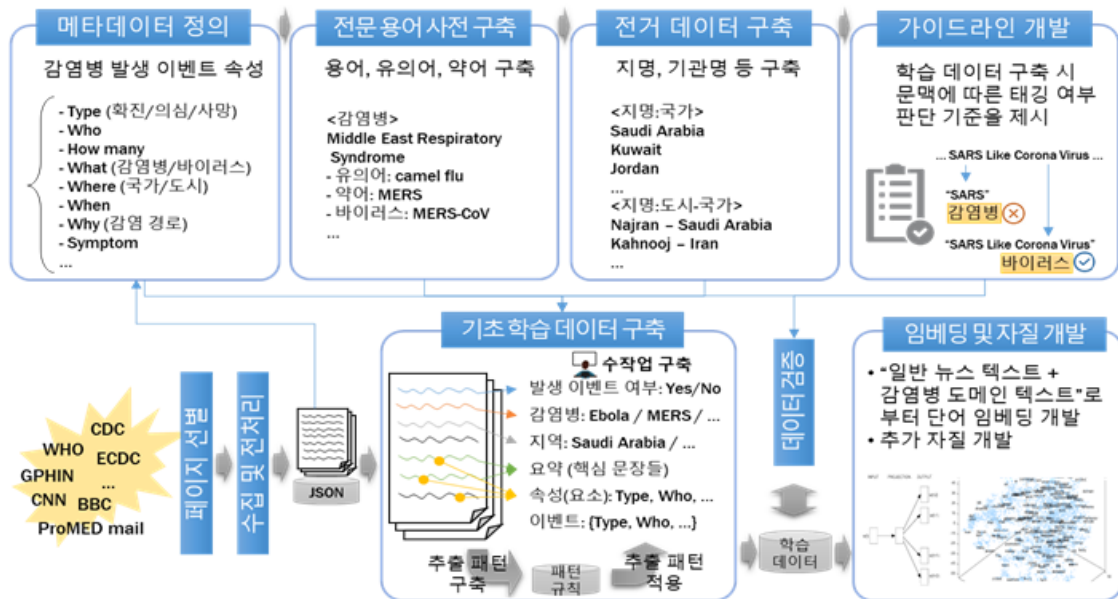 메타데이터 정의
감염병 발생 이벤트 속성
- Type (확진/의심/사망)
- Who
- How many
- What (감염병/바이러스)
- Where (국가/도시)
- When
- Why (감염 경로)
- Symptom
...
전문용어 사전 구축
용어, 유의어, 약어 구축
<감염병>
Middle East Respiratory
Syndrome
- 유의어: camel flu
- 약어: MERS
- 바이러스: MERS-CoV
...
전거 데이터 구축
지명, 기관명 등 구축
<지명:국가>
Saudi Arabia
Kuwait
Jordan
...
<지명:도시-국가>
Najran – Saudi Arabia
Kahnooj – Iran
...
가이드라인 개발
학습 데이터 구축 시
문맥에 따른 태깅 여부
판단 기준을 제시
... SARS Like Corona Virus ...
“SARS”
감염병
“SARS Like Corona Virus”
바이러스
CDC
WHO
ECDC
GPHIN
...
CNN
BBC
ProMED mail
페이지 선별
수집 및 전처리
JSON
기초 학습 데이터 구축
수작업 구축
발생 이벤트 여부: Yes/No
감염병: Ebola / MERS / ...
지역: Saudi Arabia / ...
요약 (핵심 문장들)
속성(요소): Type, Who, ...
이벤트: {Type, Who, ...}
추출 패턴
구축
패턴
규칙
추출 패턴
적용
데이터 검증
학습
데이터
임베딩 및 자질 개발
• “일반 뉴스 텍스트 +
감염병 도메인 텍스트”로
부터 단어 임베딩 개발
• 추가 자질 개발
INPUT
PROJECTION
OUTPUT